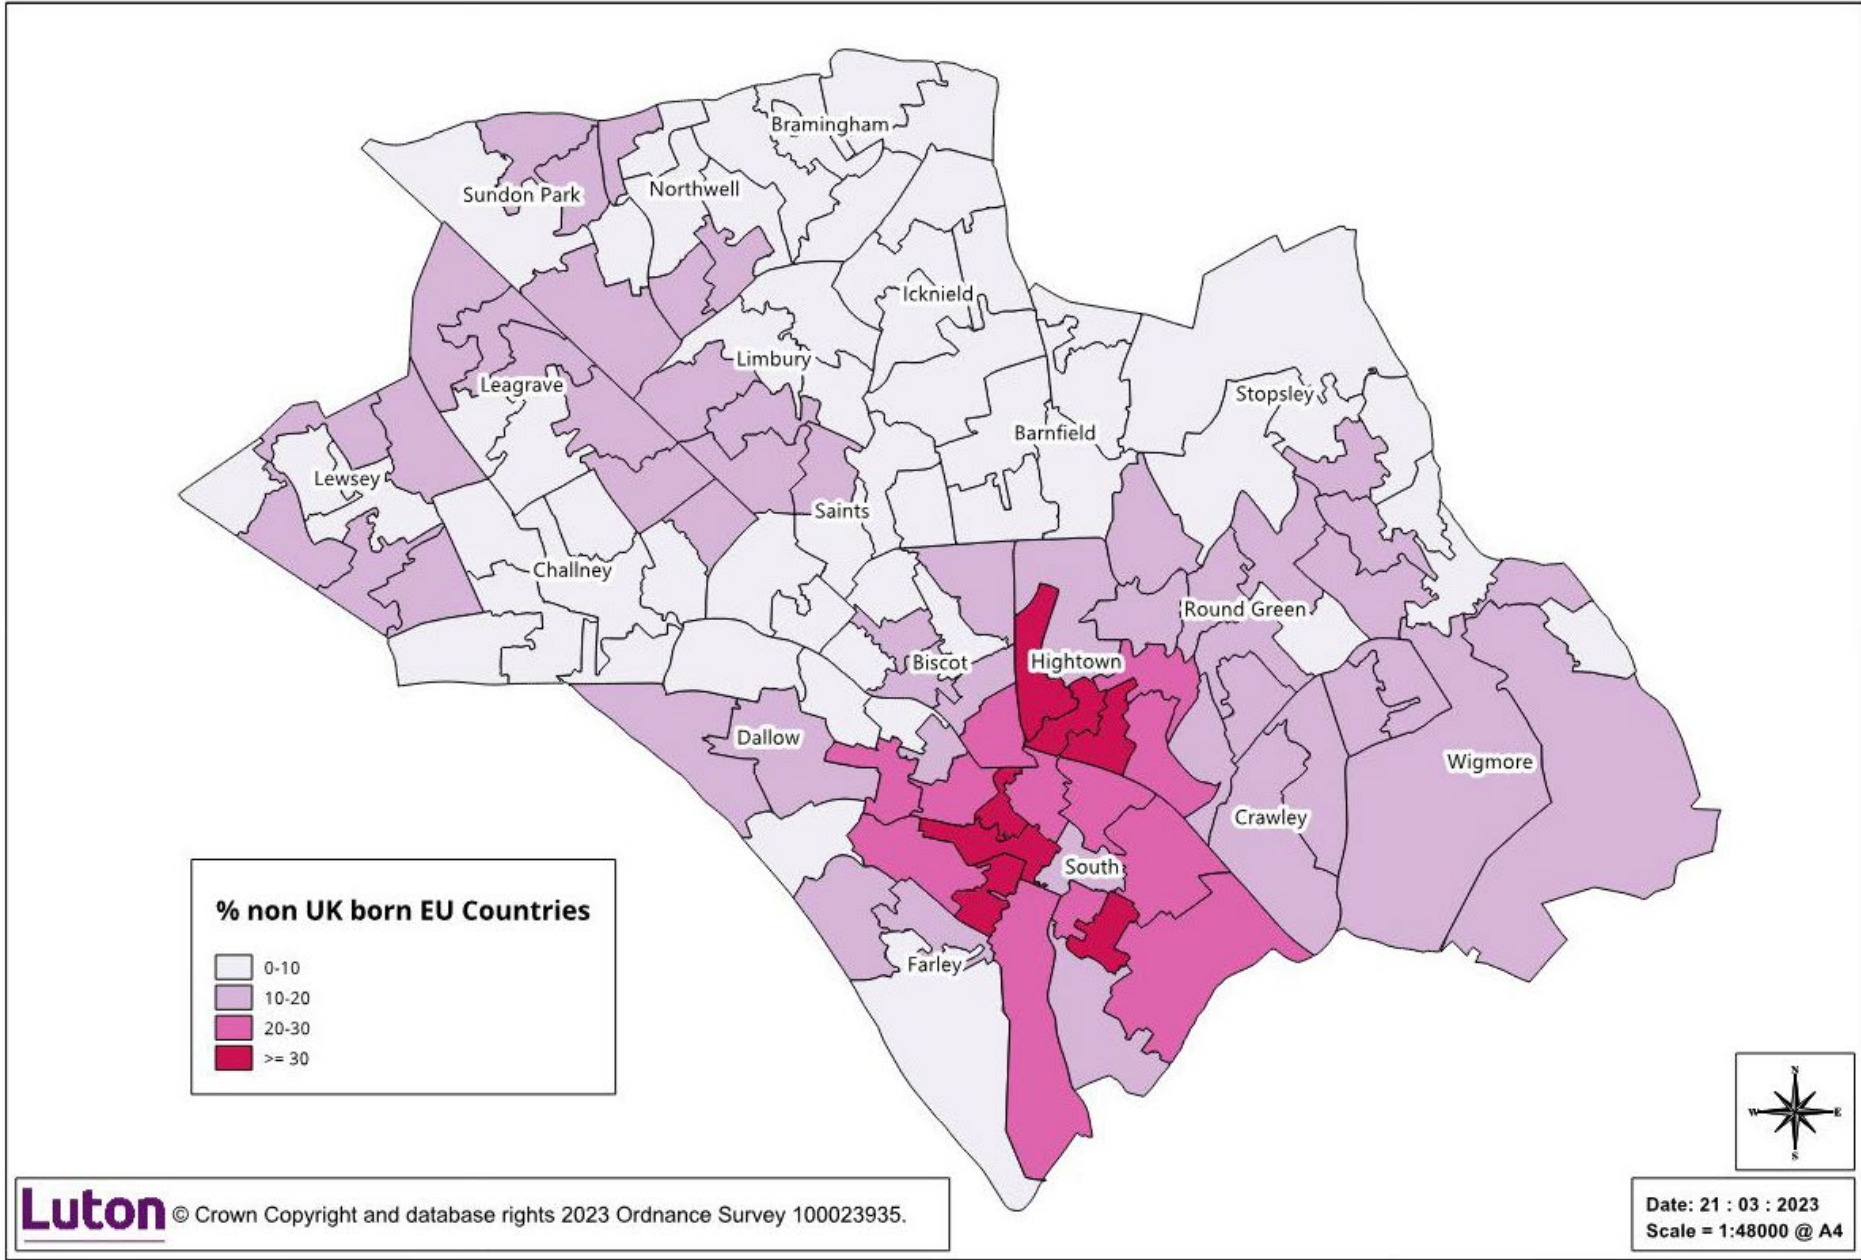 Bramingham
Sundon Park
Northwell
Icknield
Limbury
Leagrave
Stopsley
Barnfield
Lewsey
Saints
Challney
Round Green
Biscot
Hightown
Dallow
Wigmore
Crawley
South
Farley
% non UK born EU Countries
0-10
10-20
20-30
>= 30
N
W E
S
Luton © Crown Copyright and database rights 2023 Ordnance Survey 100023935.
Date: 21 : 03 : 2023
Scale = 1:48000 @ A4